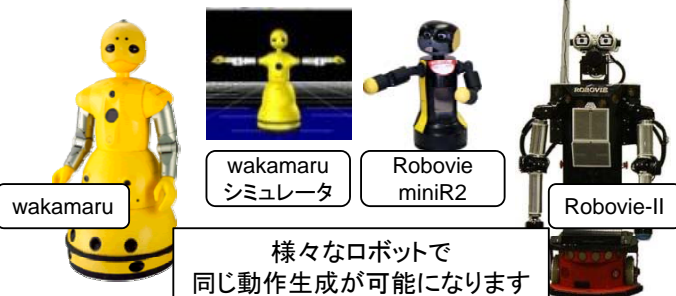 ROBOVIE
wakamaru
シミュレータ
Robovie
miniR2
wakamaru
Robovie-II
様々なロボットで
同じ動作生成が可能になります